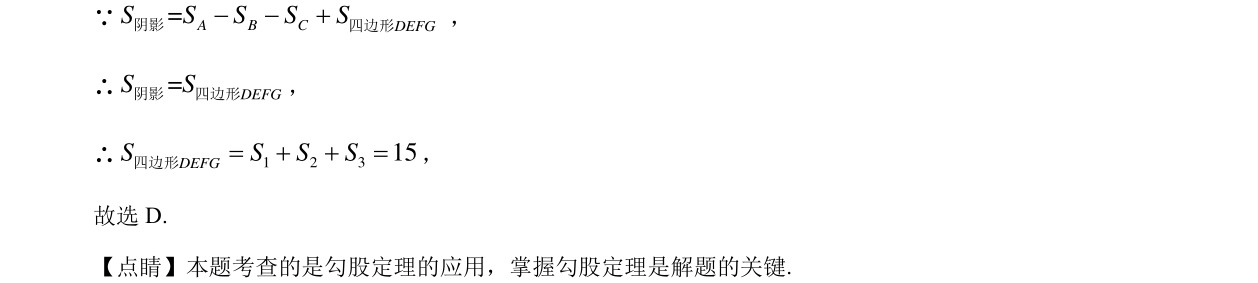 ∵ S阴影=S_A－S_B－S_C＋S四边形DEFG ，
∴ S阴影=S四边形DEFG，
∴ S四边形DEFG = S₁ + S₂ + S₃ = 15，
故选 D.
【点睛】本题考查的是勾股定理的应用，掌握勾股定理是解题的关键.